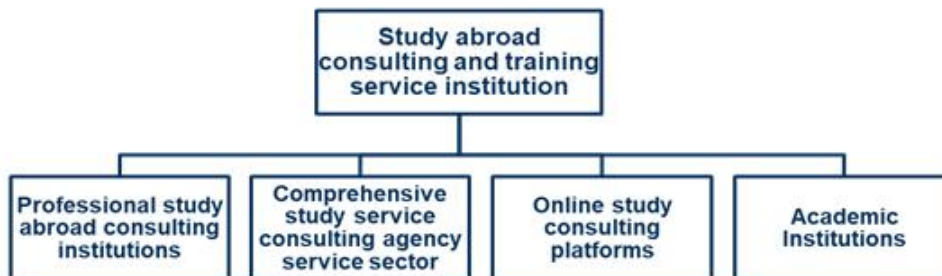 Study abroad
consulting and training
service institution
Professional study
abroad consulting
institutions
Comprehensive
study service
consulting agency
service sector
Online study
consulting
platforms
Academic
Institutions